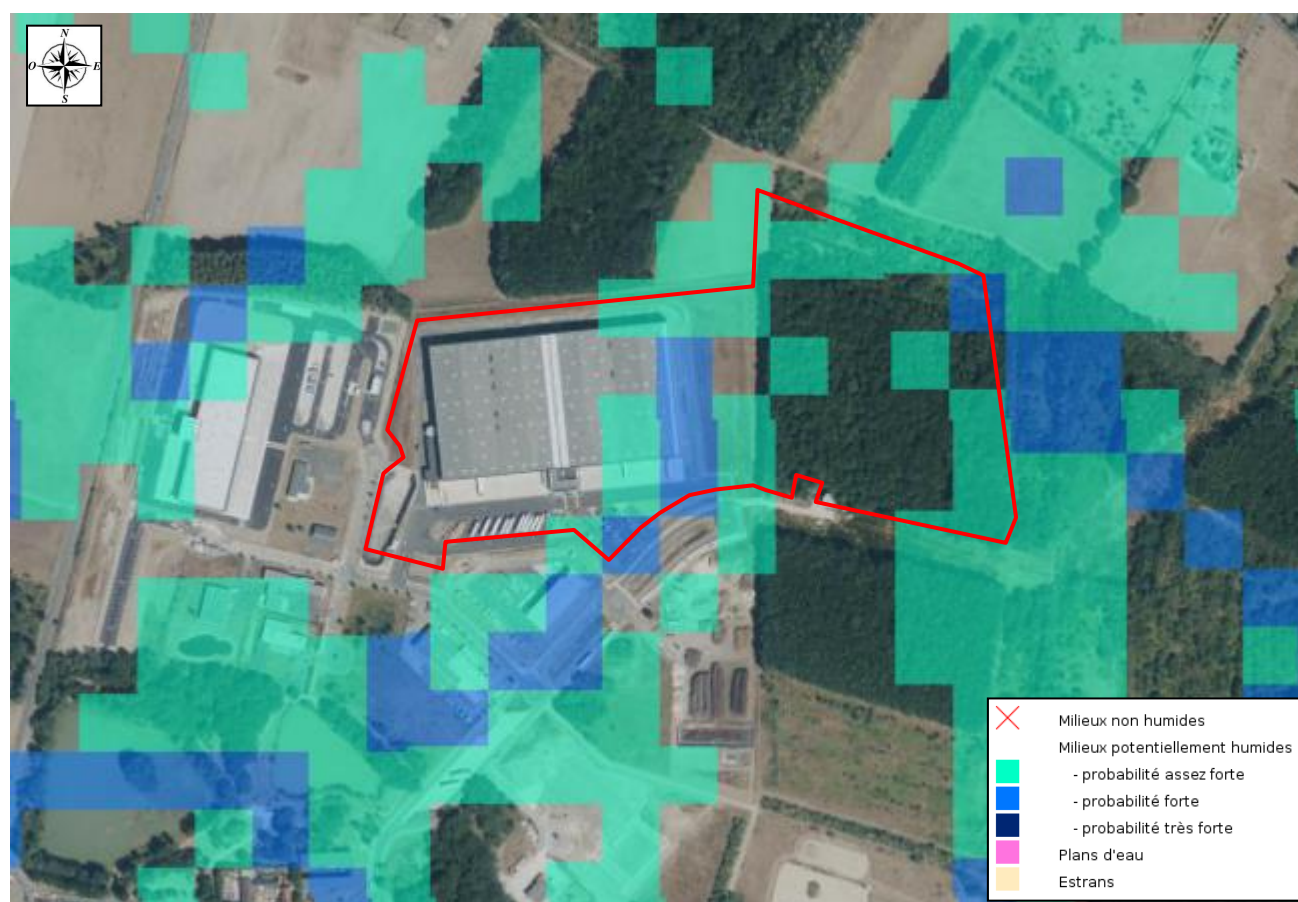 N
O
E
S
Milieux non humides
Milieux potentiellement humides
- probabilité assez forte
- probabilité forte
- probabilité très forte
Plans d'eau
Estrans